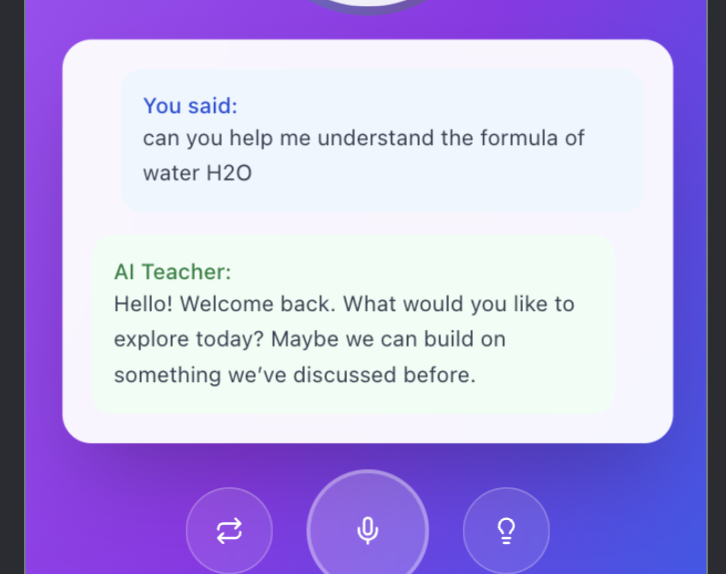 You said:
can you help me understand the formula of
water H2O
AI Teacher:
Hello! Welcome back. What would you like to
explore today? Maybe we can build on
something we’ve discussed before.